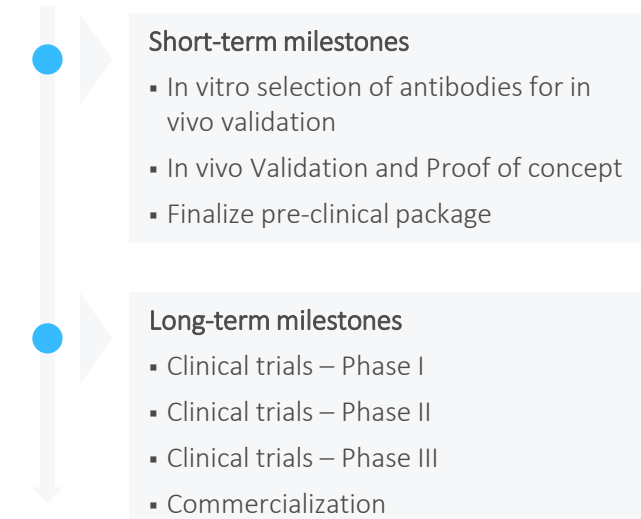 Short-term milestones
▪ In vitro selection of antibodies for in
vivo validation
▪ In vivo Validation and Proof of concept
▪ Finalize pre-clinical package
Long-term milestones
▪ Clinical trials – Phase I
▪ Clinical trials – Phase II
▪ Clinical trials – Phase III
▪ Commercialization